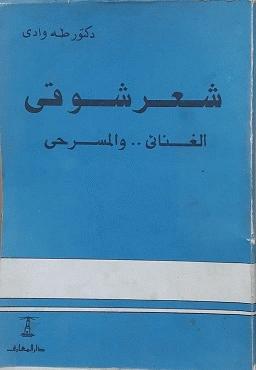 دكتور طه وادى
شعر شوقى
الغنائى .. والمسرحى
دار المعارف